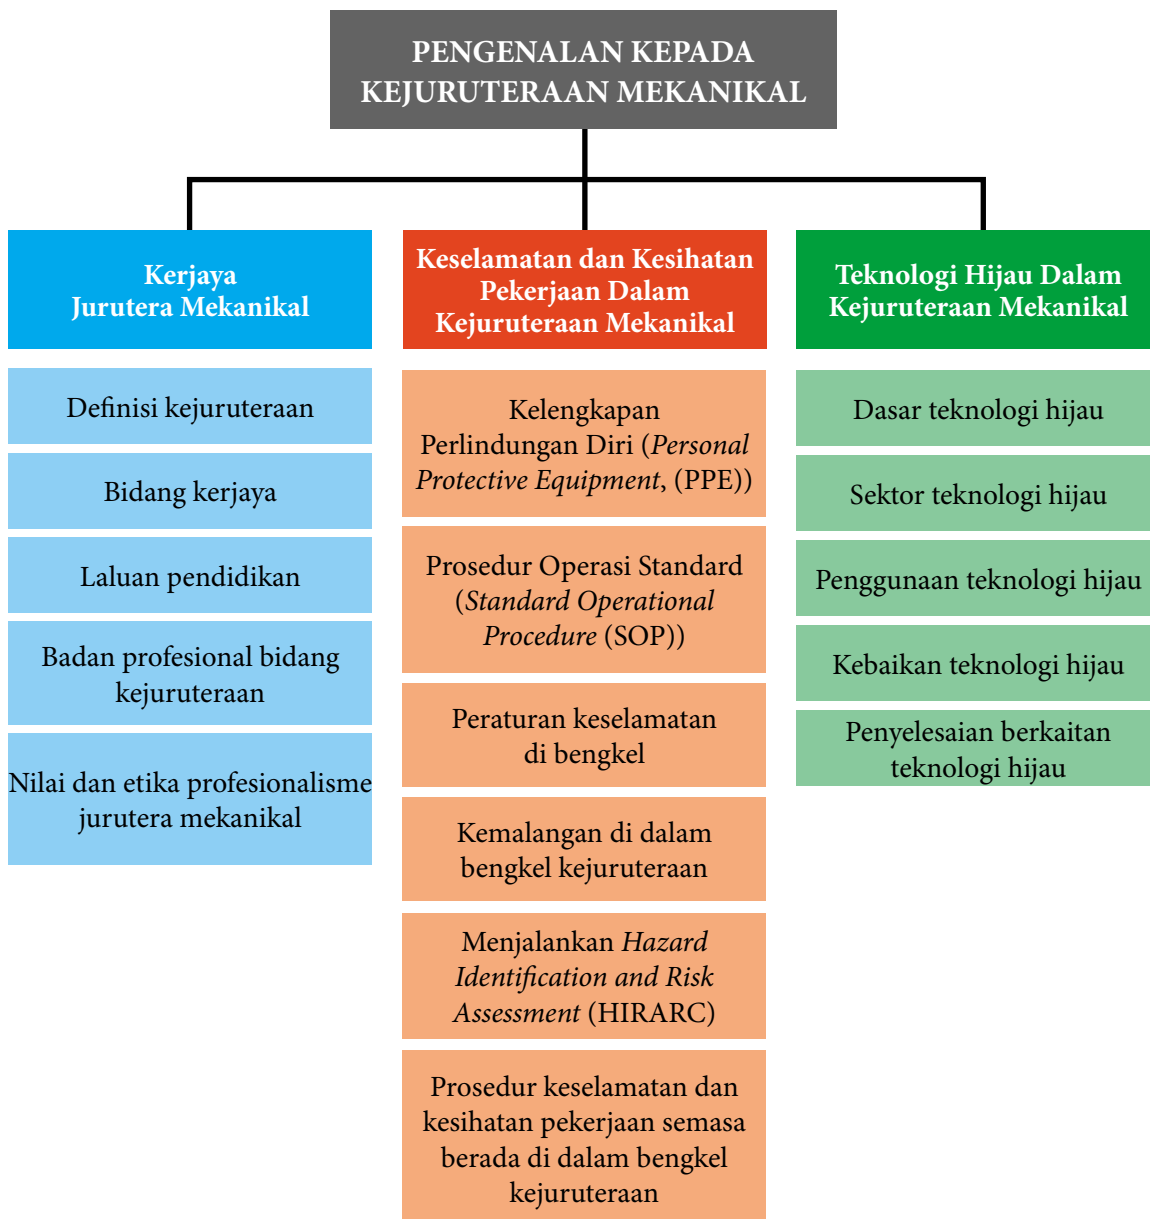 PENGENALAN KEPADA
KEJURUTERAAN MEKANIKAL
Kerjaya
Jurutera Mekanikal
Definisi kejuruteraan
Bidang kerjaya
Laluan pendidikan
Badan profesional bidang
kejuruteraan
Nilai dan etika profesionalisme
jurutera mekanikal
Keselamatan dan Kesihatan
Pekerjaan Dalam
Kejuruteraan Mekanikal
Kelengkapan
Perlindungan Diri (Personal
Protective Equipment, (PPE))
Prosedur Operasi Standard
(Standard Operational
Procedure (SOP))
Peraturan keselamatan
di bengkel
Kemalangan di dalam
bengkel kejuruteraan
Menjalankan Hazard
Identification and Risk
Assessment (HIRARC)
Prosedur keselamatan dan
kesihatan pekerjaan semasa
berada di dalam bengkel
kejuruteraan
Teknologi Hijau Dalam
Kejuruteraan Mekanikal
Dasar teknologi hijau
Sektor teknologi hijau
Penggunaan teknologi hijau
Kebaikan teknologi hijau
Penyelesaian berkaitan
teknologi hijau